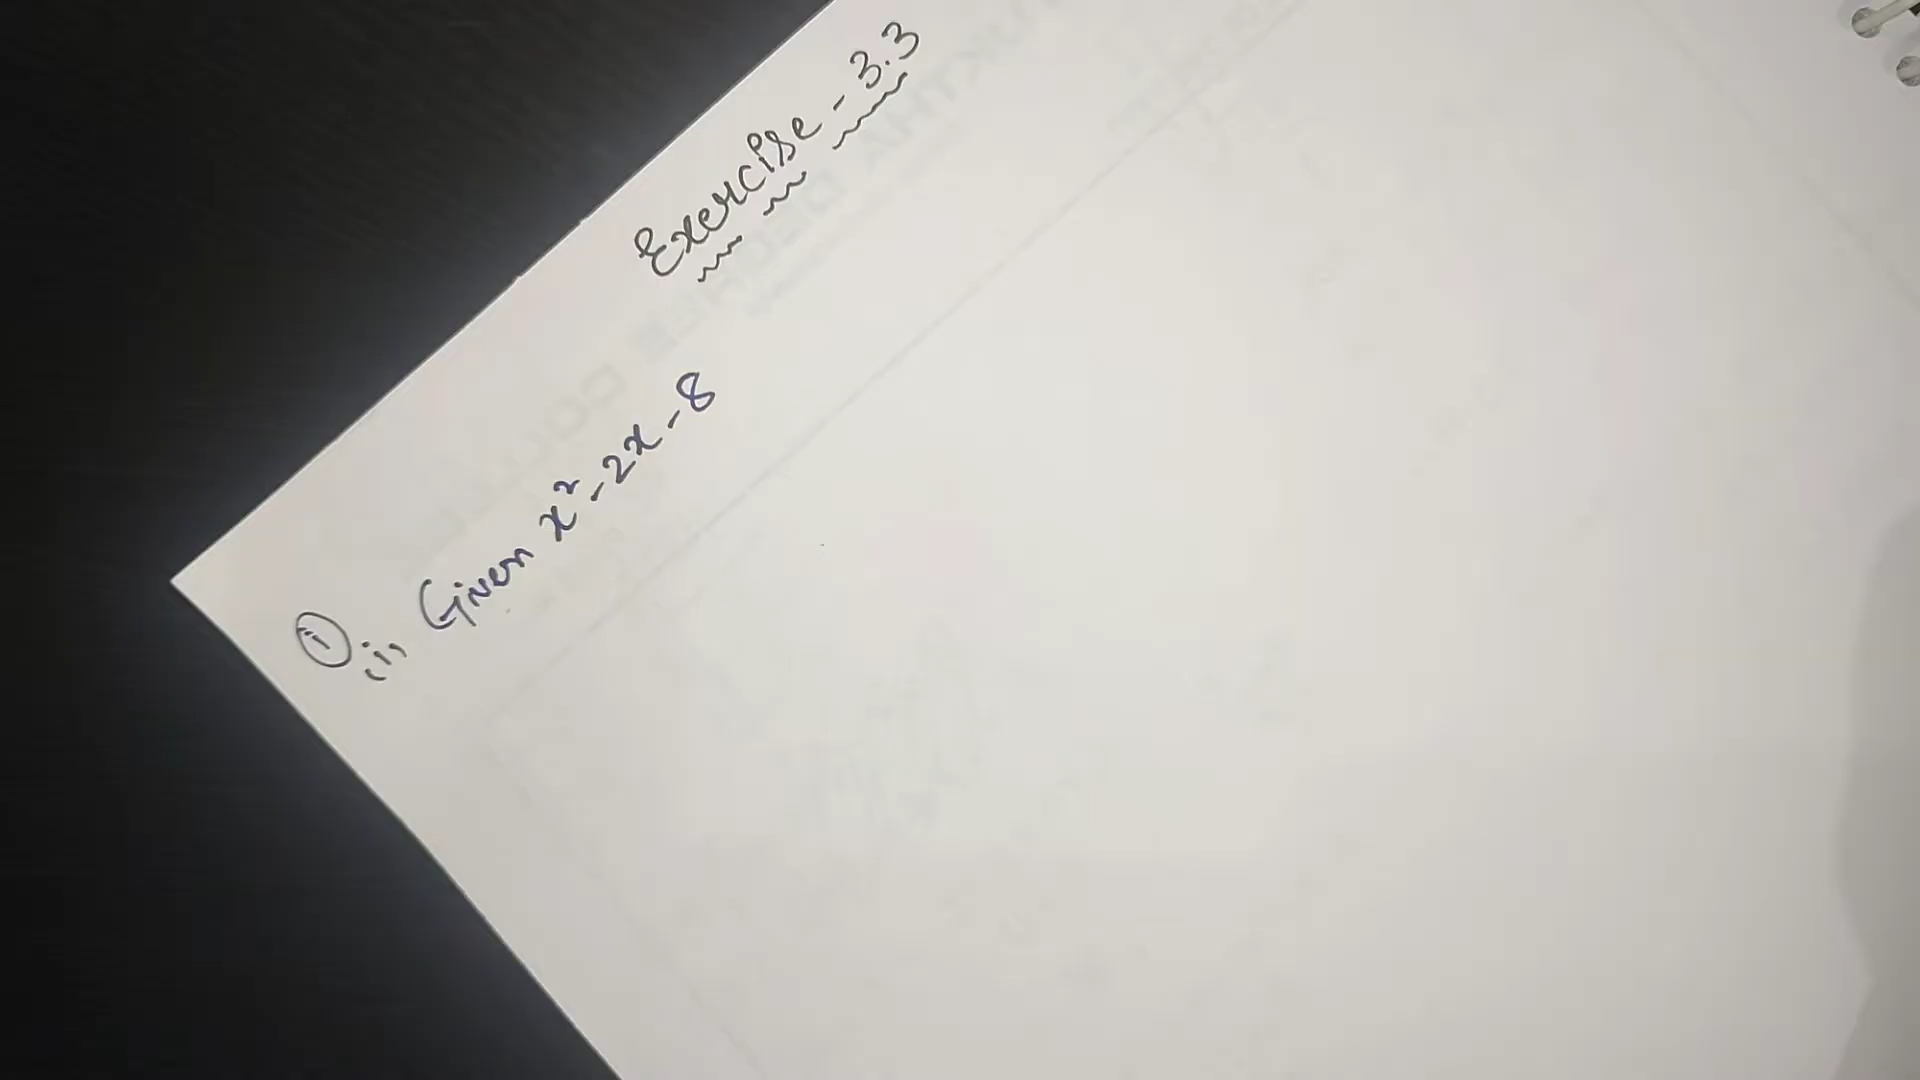 Exercise - 3.3
① (i) Given x² - 2x - 8